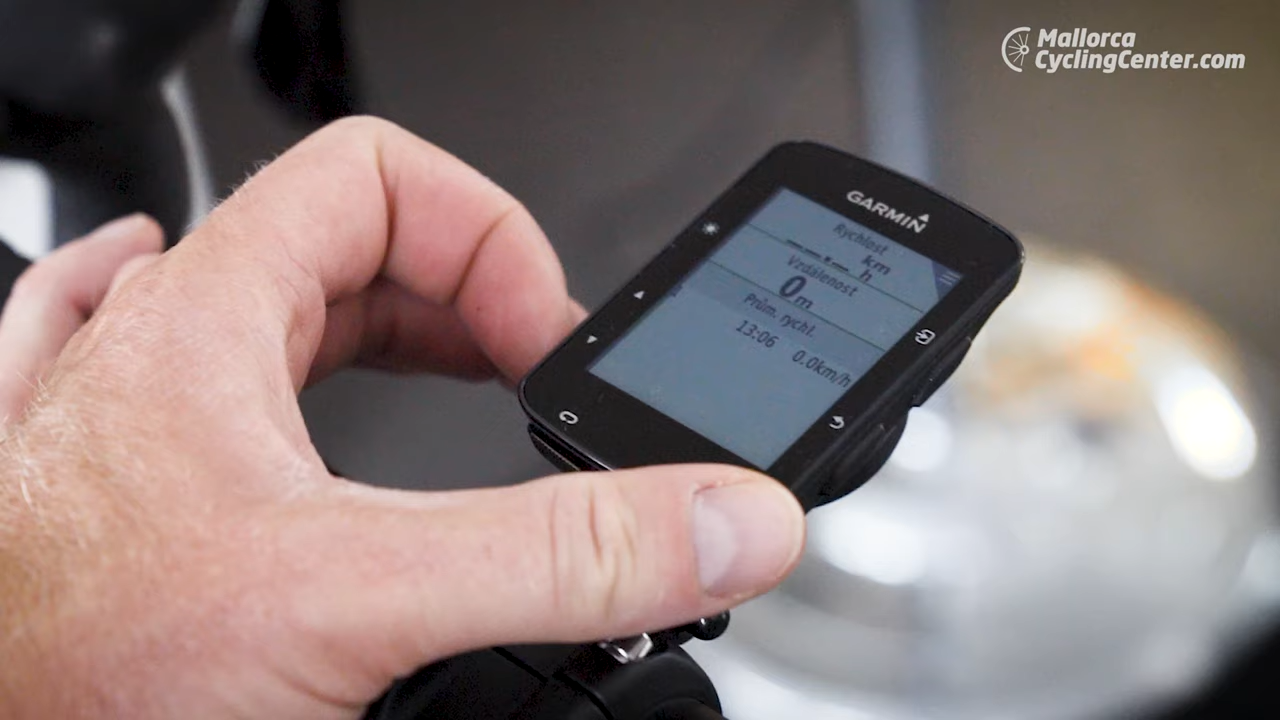 Mallorca
CyclingCenter.com
GARMIN
Rychlost
--.-- km
h
Vzdálenost
0m
Prům. rychl.
13:06 0.0km/h